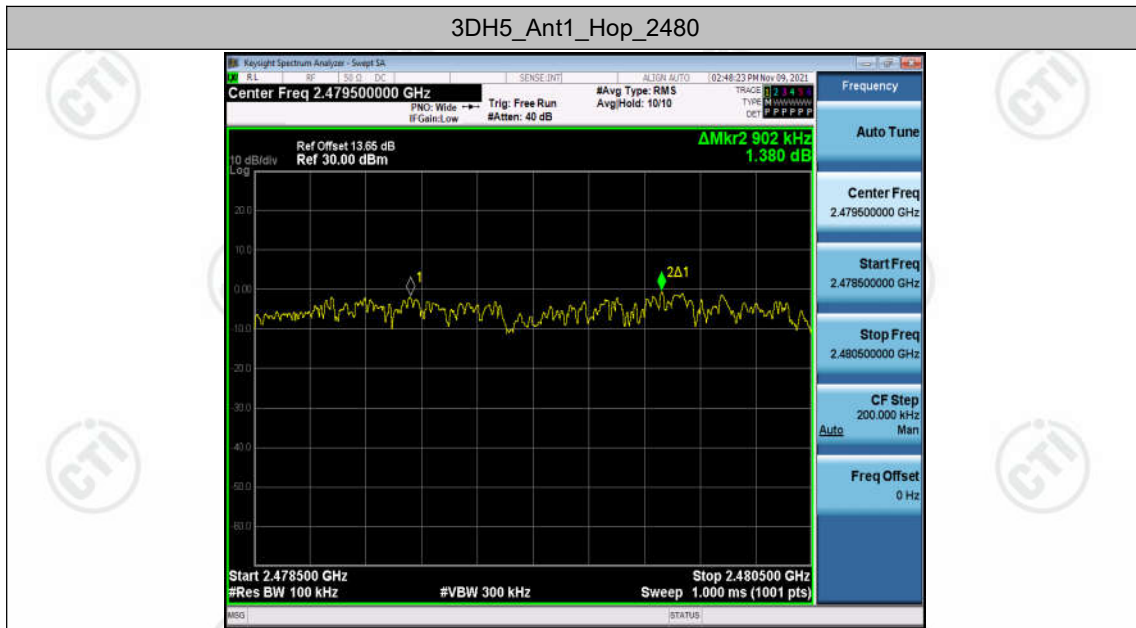 3DH5_Ant1_Hop_2480
Keysight Spectrum Analyzer - Swept SA
RL RF 50 Ω DC SENSE:INT ALIGN AUTO 02:48:23 PM Nov 09, 2021
Center Freq 2.479500000 GHz
PNO: Wide
IFGain:Low
Trig: Free Run
#Atten: 40 dB
#Avg Type: RMS
Avg|Hold: 10/10
TRACE 1 2 3 4 5 6
TYPE M W W W W W
DET P P P P P P
Ref Offset 13.65 dB
10 dB/div Ref 30.00 dBm
Log
ΔMkr2 902 kHz
1.380 dB
20.0
10.0
0.00
-10.0
-20.0
-30.0
-40.0
-50.0
-60.0
1
2Δ1
Start 2.478500 GHz
Stop 2.480500 GHz
#Res BW 100 kHz
#VBW 300 kHz
Sweep 1.000 ms (1001 pts)
MSG
STATUS
Frequency
Auto Tune
Center Freq
2.479500000 GHz
Start Freq
2.478500000 GHz
Stop Freq
2.480500000 GHz
CF Step
200.000 kHz
Auto Man
Freq Offset
0 Hz
CTI
CTI
CTI
CTI